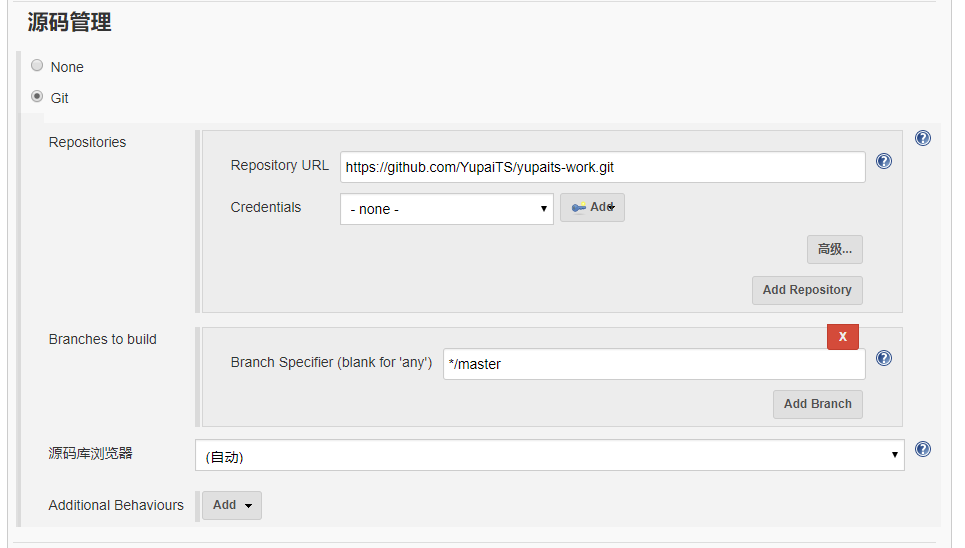 源码管理
None
Git
Repositories
Repository URL https://github.com/YupaiTS/yupaits-work.git
Credentials - none - Add
高级...
Add Repository
Branches to build
X
Branch Specifier (blank for 'any') */master
Add Branch
源码库浏览器 (自动)
Additional Behaviours Add